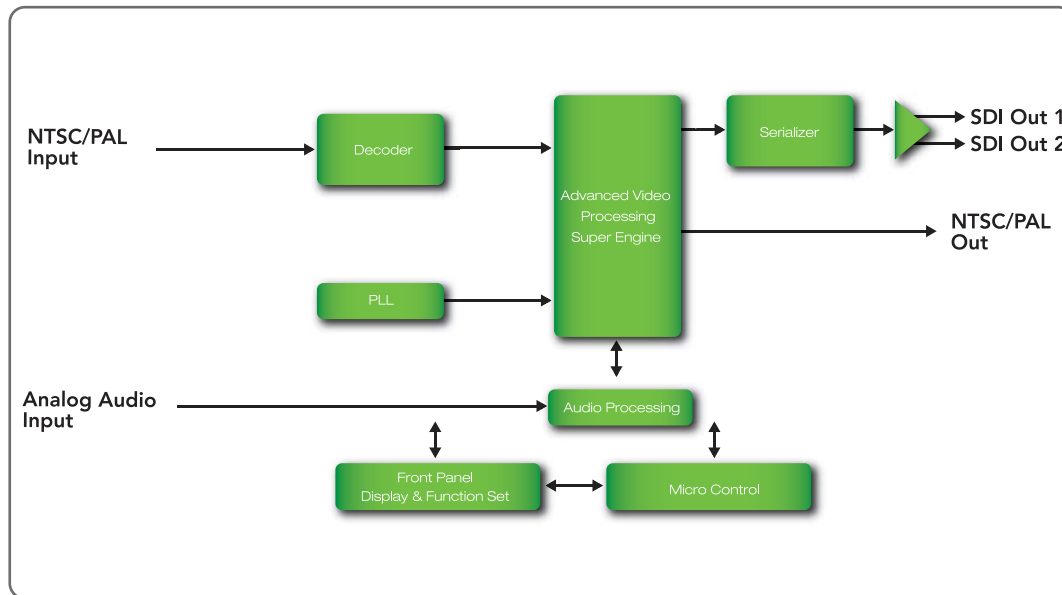 NTSC/PAL
Input
Decoder
Advanced Video
Processing
Super Engine
Serializer
SDI Out 1
SDI Out 2
NTSC/PAL
Out
PLL
Analog Audio
Input
Audio Processing
Front Panel
Display & Function Set
Micro Control